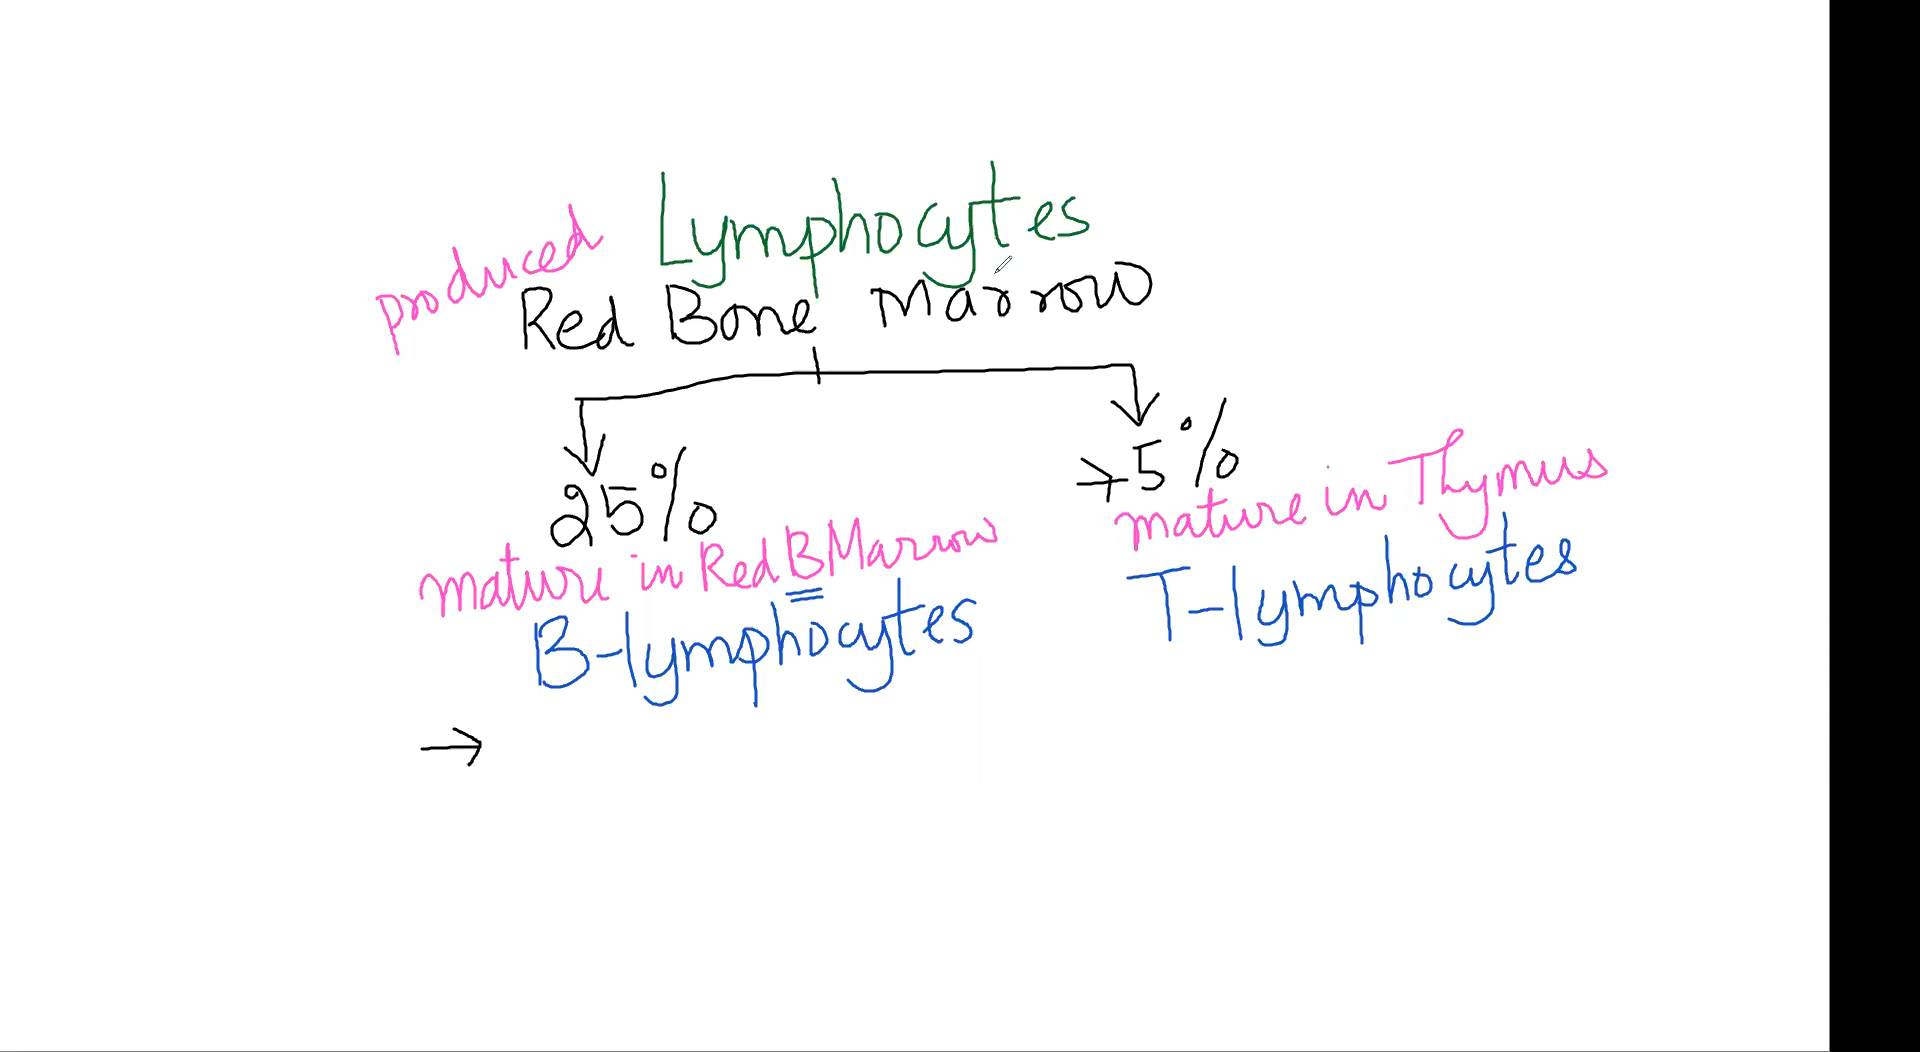 Lymphocytes
produced Red Bone Marrow
25%
75%
mature in Red B Marrow
mature in Thymus
B-lymphocytes
T-lymphocytes
→